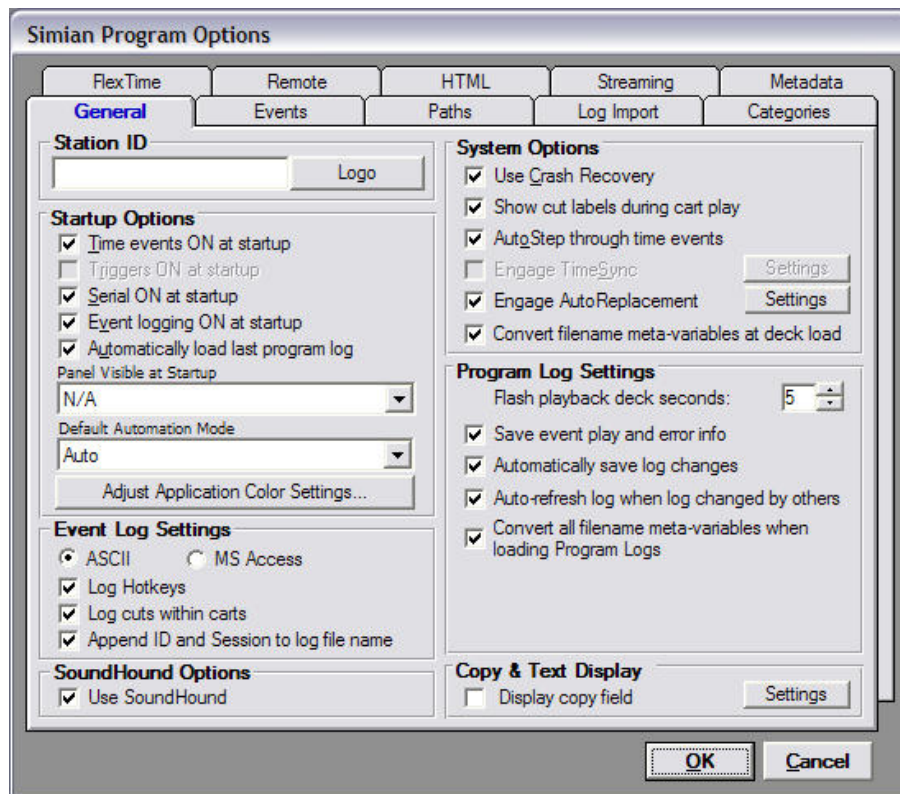 Simian Program Options
FlexTime
Remote
HTML
Streaming
Metadata
General
Events
Paths
Log Import
Categories
Station ID
Logo
Startup Options
Time events ON at startup
Triggers ON at startup
Serial ON at startup
Event logging ON at startup
Automatically load last program log
Panel Visible at Startup
N/A
Default Automation Mode
Auto
Adjust Application Color Settings...
Event Log Settings
ASCII
MS Access
Log Hotkeys
Log cuts within carts
Append ID and Session to log file name
SoundHound Options
Use SoundHound
System Options
Use Crash Recovery
Show cut labels during cart play
AutoStep through time events
Engage TimeSync
Settings
Engage AutoReplacement
Settings
Convert filename meta-variables at deck load
Program Log Settings
Flash playback deck seconds:
5
Save event play and error info
Automatically save log changes
Auto-refresh log when log changed by others
Convert all filename meta-variables when
loading Program Logs
Copy & Text Display
Display copy field
Settings
OK
Cancel